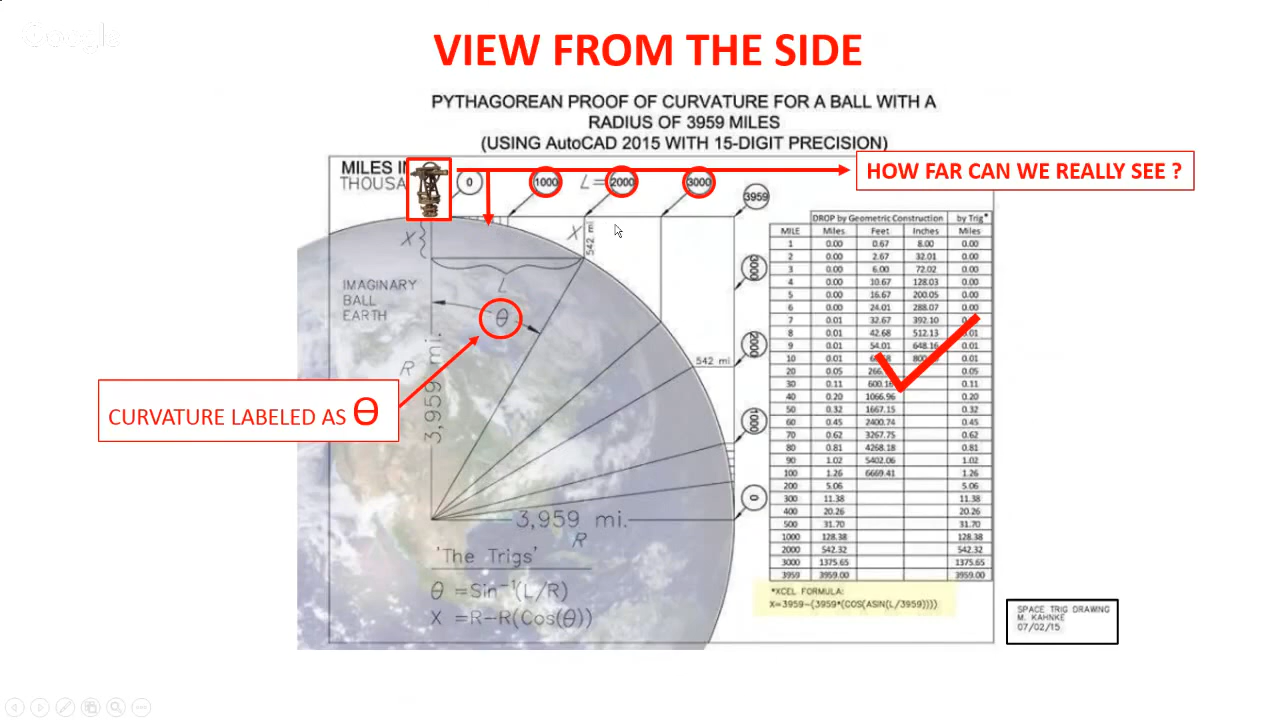 Google
VIEW FROM THE SIDE
PYTHAGOREAN PROOF OF CURVATURE FOR A BALL WITH A
RADIUS OF 3959 MILES
(USING AutoCAD 2015 WITH 15-DIGIT PRECISION)
HOW FAR CAN WE REALLY SEE ?
MILES IN
THOUSA
0
1000
L = 2000
3000
3959
X
X
542 mi
L
IMAGINARY
BALL
EARTH
θ
R
3,959 mi.
CURVATURE LABELED AS Ɵ
3000
2000
542 mi
1000
0
3,959 mi.
R
'The Trigs'
θ =Sin⁻¹(L/R)
X =R-R(Cos(θ))
DROP by Geometric Construction by Trig*
MILE Miles Feet Inches Miles
1 0.00 0.67 8.00 0.00
2 0.00 2.67 32.01 0.00
3 0.00 6.00 72.02 0.00
4 0.00 10.67 128.03 0.00
5 0.00 16.67 200.05 0.00
6 0.00 24.01 288.07 0.00
7 0.01 32.67 392.10
8 0.01 42.68 512.13 0.01
9 0.01 54.01 648.16 0.01
10 0.01 0.01
20 0.05 0.05
30 0.11 600.16 0.11
40 0.20 1066.96 0.20
50 0.32 1667.15 0.32
60 0.45 2400.74 0.45
70 0.62 3267.75 0.62
80 0.81 4268.18 0.81
90 1.02 5402.06 1.02
100 1.26 6669.41 1.26
200 5.06 5.06
300 11.38 11.38
400 20.26 20.26
500 31.70 31.70
1000 128.38 128.38
2000 542.32 542.32
3000 1375.65 1375.65
3959 3959.00 3959.00
*XCEL FORMULA:
X=3959-(3959*(COS(ASIN(L/3959))))
SPACE TRIG DRAWING
M. KAHNKE
07/02/15